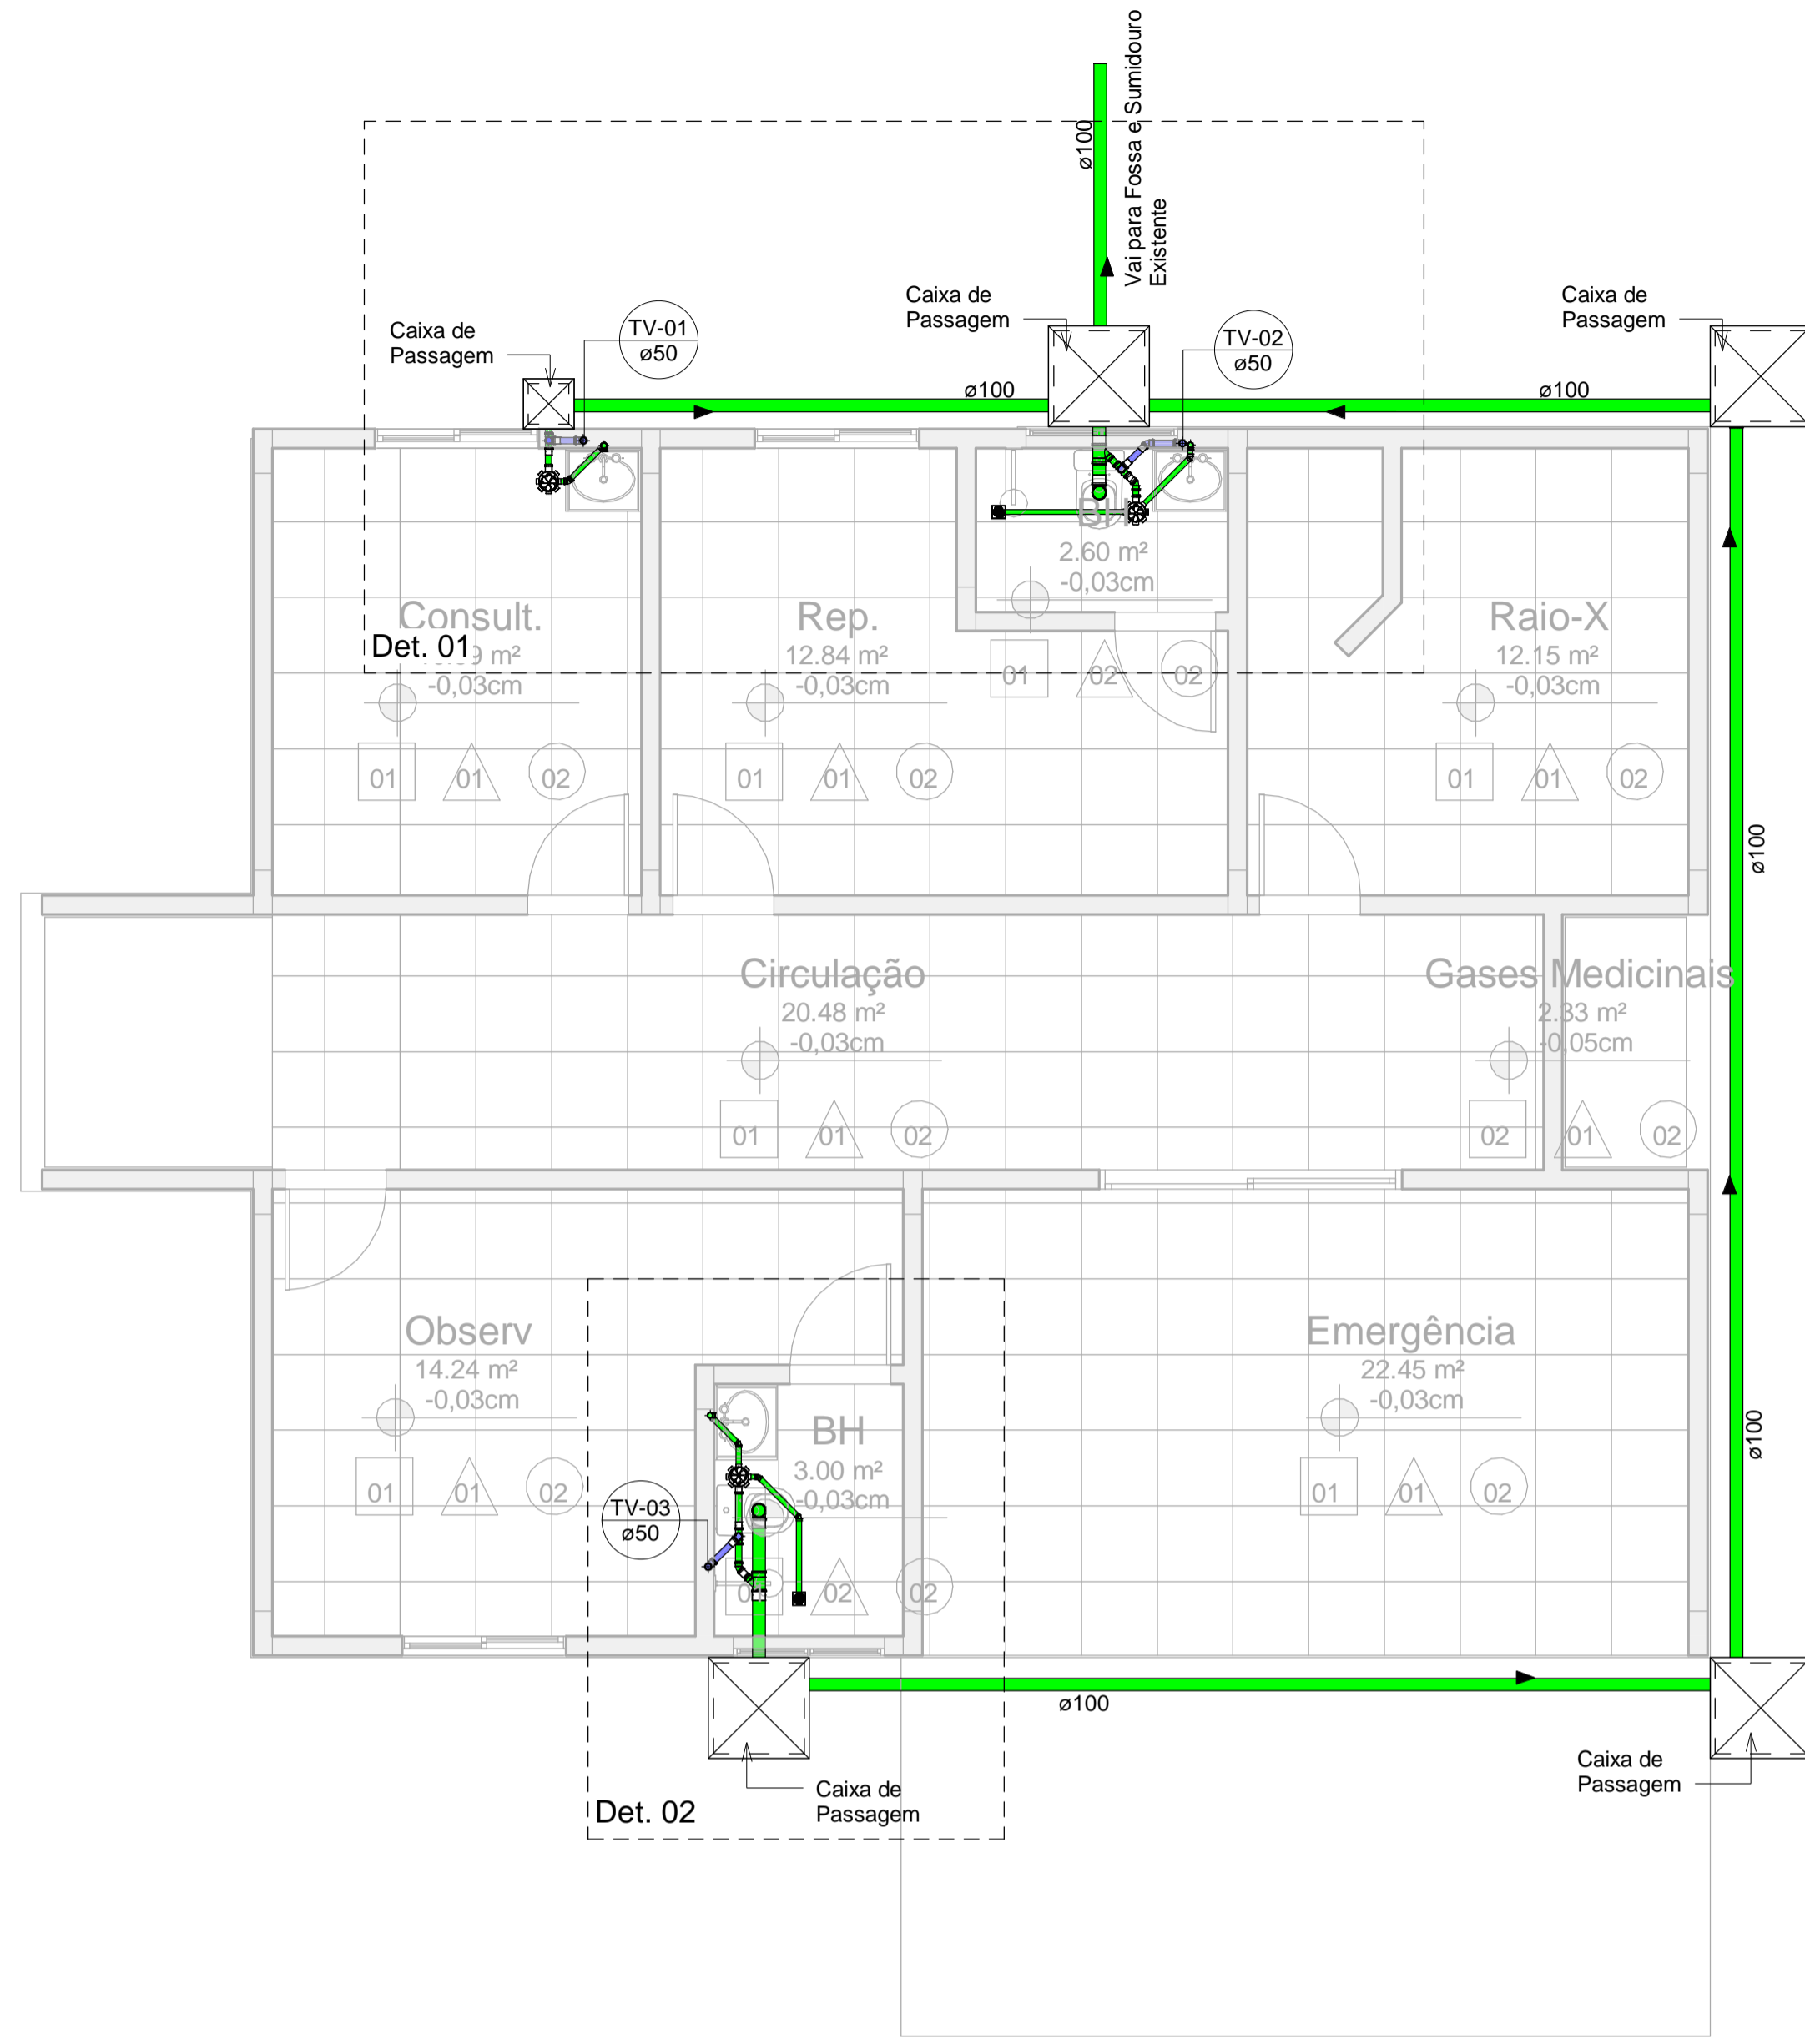 Vai para Fossa e Sumidouro
Existente
ø100
Caixa de
Passagem
TV-01
ø50
Caixa de
Passagem
TV-02
ø50
Caixa de
Passagem
ø100
ø100
BH
2.60 m²
-0,03cm
Consult.
9 m²
-0,03cm
Det. 01
Rep.
12.84 m²
-0,03cm
Raio-X
12.15 m²
-0,03cm
01
02
02
01
01
02
01
01
02
01
01
02
ø100
Circulação
20.48 m²
-0,03cm
Gases Medicinais
2.33 m²
-0,05cm
01
01
02
02
01
02
Observ
14.24 m²
-0,03cm
Emergência
22.45 m²
-0,03cm
BH
3.00 m²
-0,03cm
ø100
01
01
02
TV-03
ø50
01
01
02
02
02
ø100
Caixa de
Passagem
Det. 02
Caixa de
Passagem